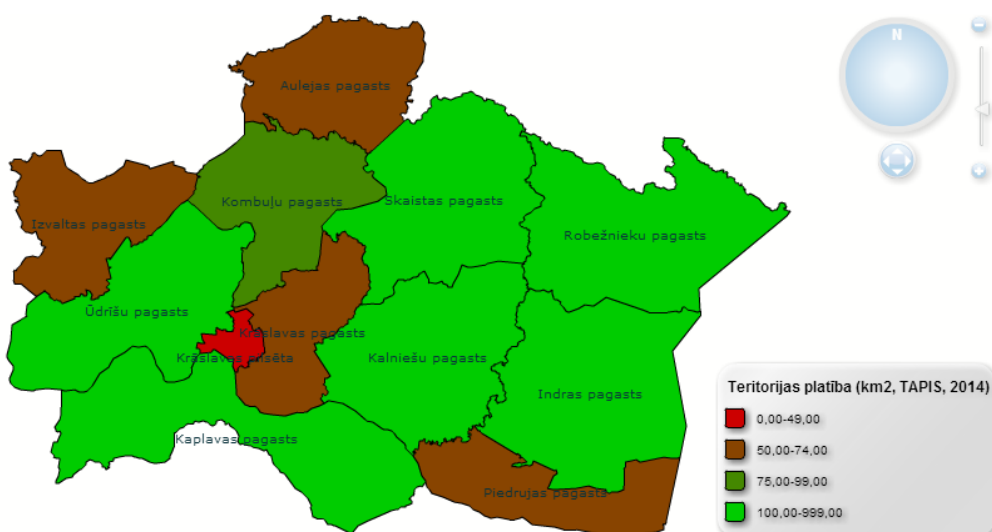 N
Aulejas pagasts
Kombuļu pagasts
Skaistas pagasts
Izvaltas pagasts
Robežnieku pagasts
Ūdrīšu pagasts
Krāslavas pagasts
Krāslavas pilsēta
Kalniešu pagasts
Indras pagasts
Kaplavas pagasts
Piedrujas pagasts
Teritorijas platība (km2, TAPIS, 2014)
0,00-49,00
50,00-74,00
75,00-99,00
100,00-999,00